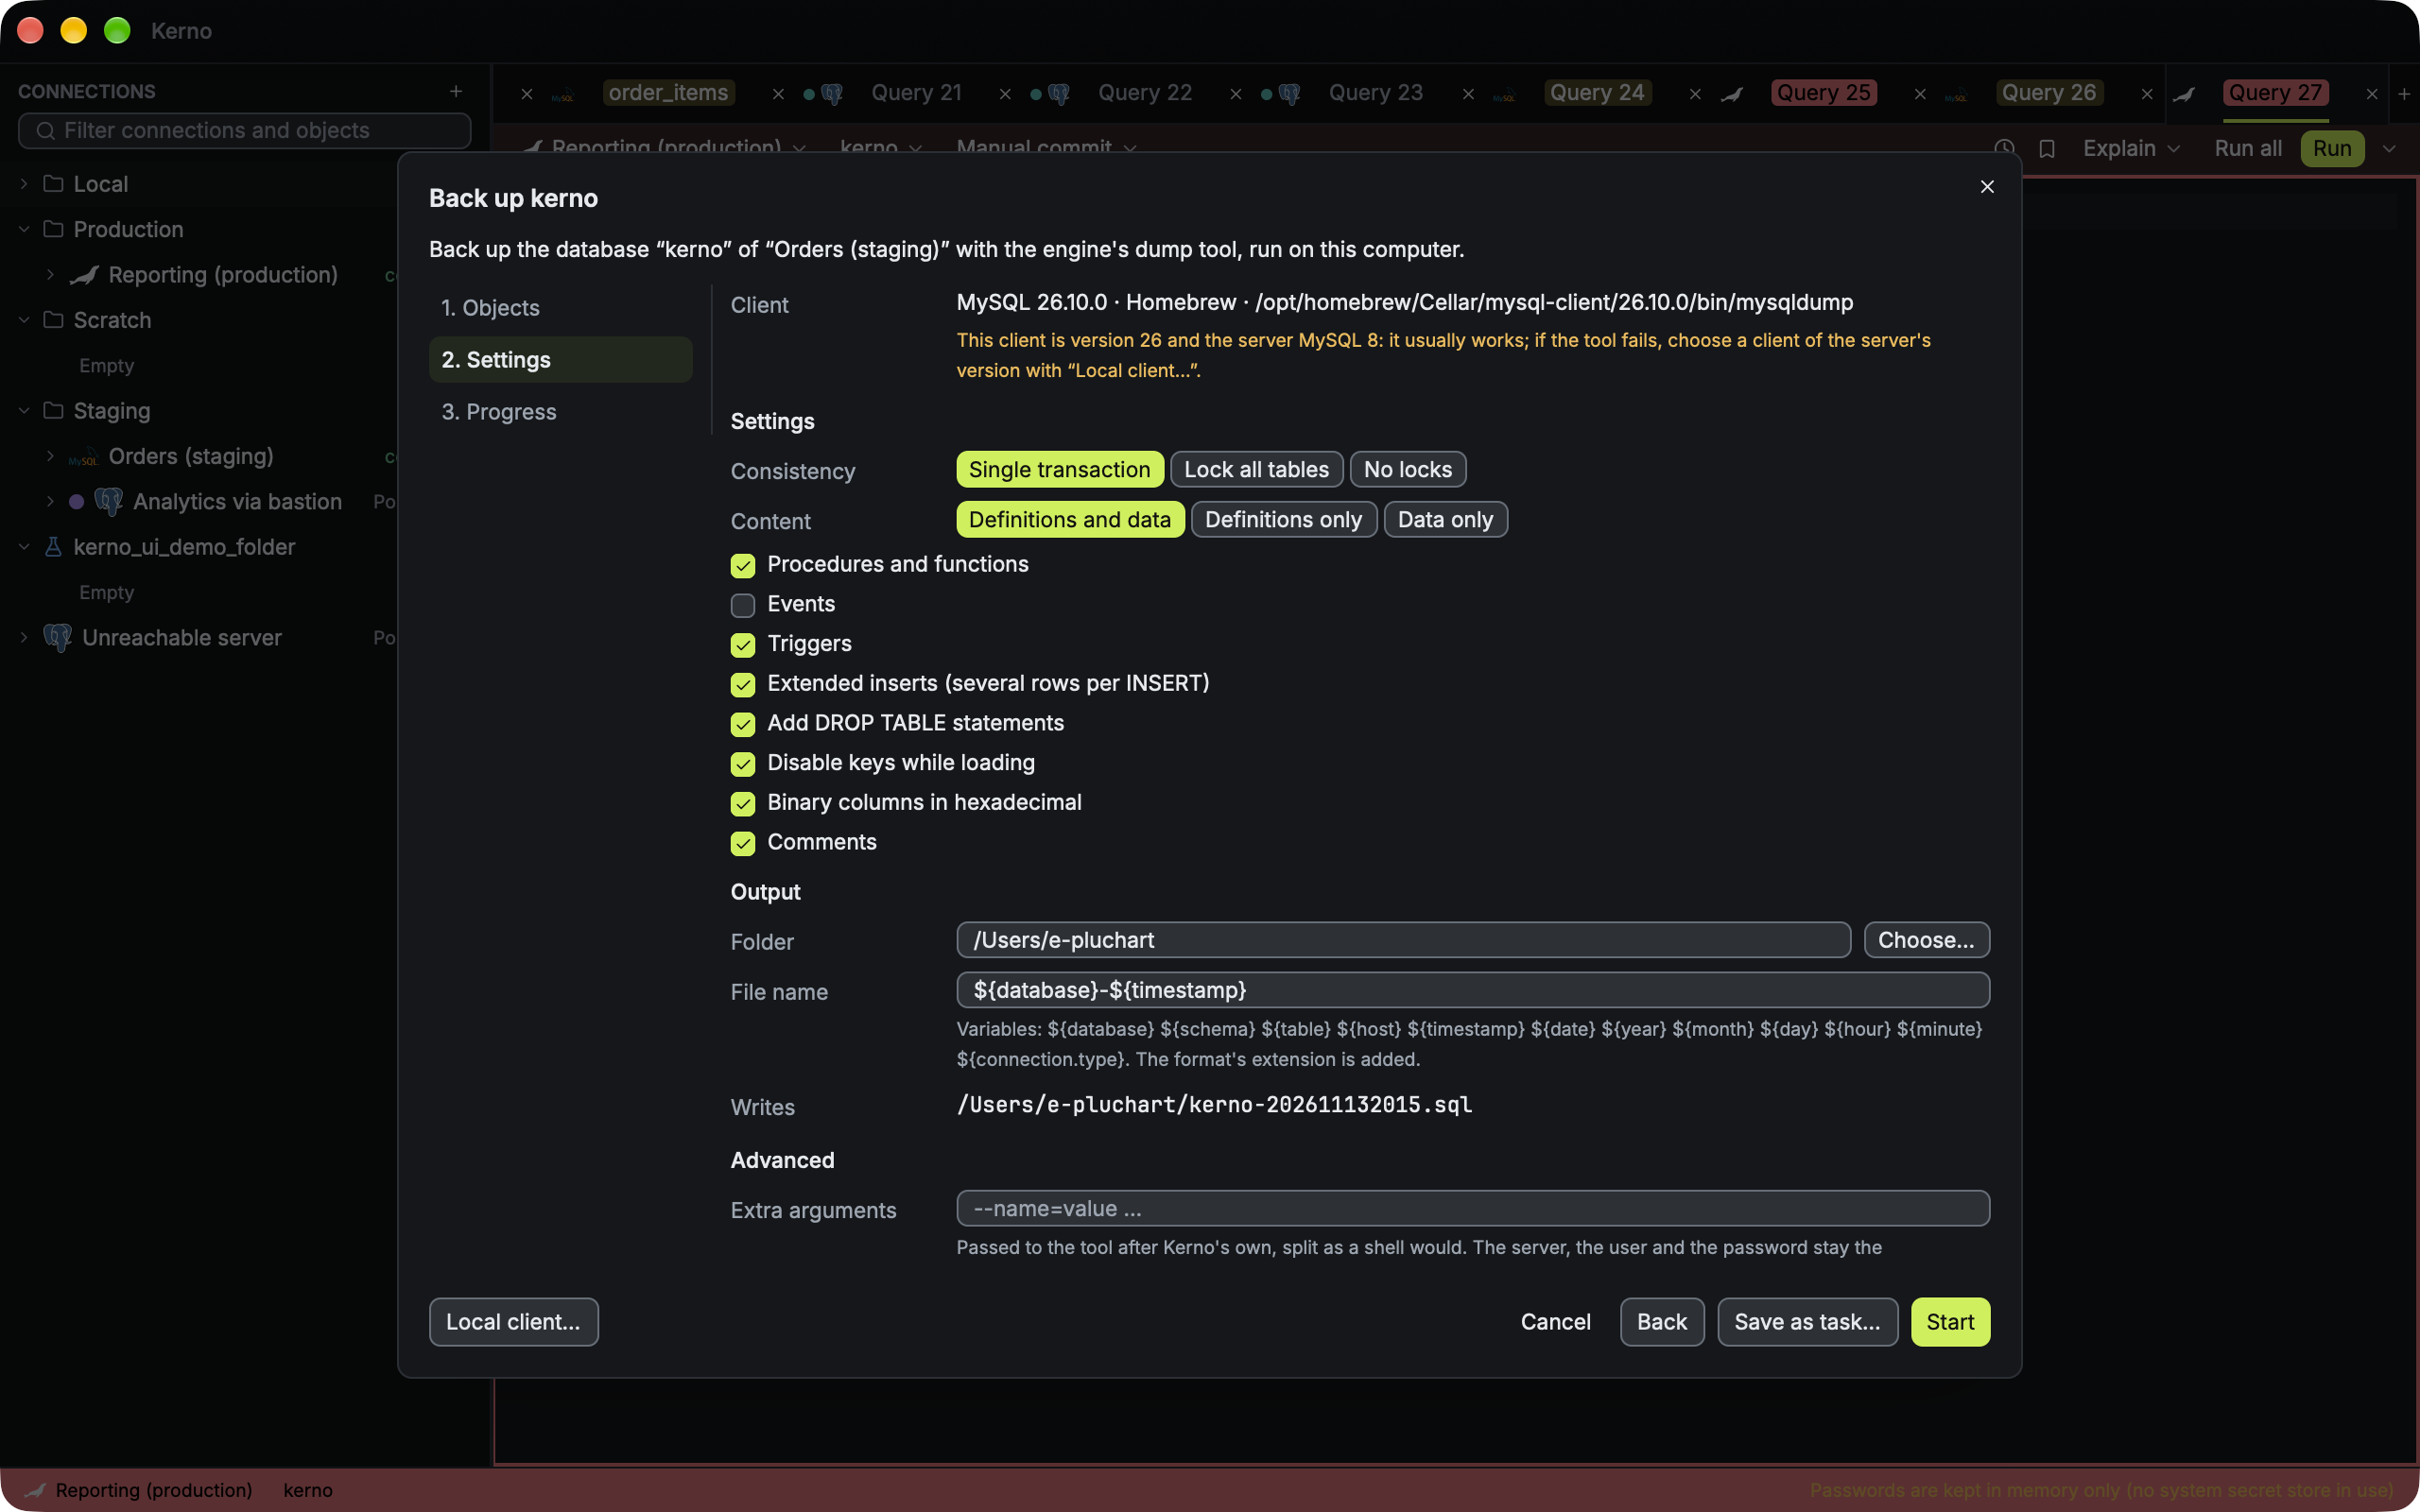 Kerno
CONNECTIONS
Filter connections and objects
Local
Production
Reporting (production)
Scratch
Empty
Staging
MySQL Orders (staging)
Analytics via bastion Po
kerno_ui_demo_folder
Empty
Unreachable server Po
order_items
Query 21
Query 22
Query 23
Query 24
Query 25
Query 26
Query 27
Reporting (production) kerno Manual commit
Explain Run all Run
Back up kerno
Back up the database “kerno” of “Orders (staging)” with the engine's dump tool, run on this computer.
1. Objects
2. Settings
3. Progress
Client MySQL 26.10.0 · Homebrew · /opt/homebrew/Cellar/mysql-client/26.10.0/bin/mysqldump
This client is version 26 and the server MySQL 8: it usually works; if the tool fails, choose a client of the server's
version with “Local client...”.
Settings
Consistency Single transaction Lock all tables No locks
Content Definitions and data Definitions only Data only
Procedures and functions
Events
Triggers
Extended inserts (several rows per INSERT)
Add DROP TABLE statements
Disable keys while loading
Binary columns in hexadecimal
Comments
Output
Folder /Users/e-pluchart Choose...
File name ${database}-${timestamp}
Variables: ${database} ${schema} ${table} ${host} ${timestamp} ${date} ${year} ${month} ${day} ${hour} ${minute}
${connection.type}. The format's extension is added.
Writes /Users/e-pluchart/kerno-202611132015.sql
Advanced
Extra arguments --name=value ...
Passed to the tool after Kerno's own, split as a shell would. The server, the user and the password stay the
Local client... Cancel Back Save as task... Start
Reporting (production) kerno
Passwords are kept in memory only (no system secret store in use)